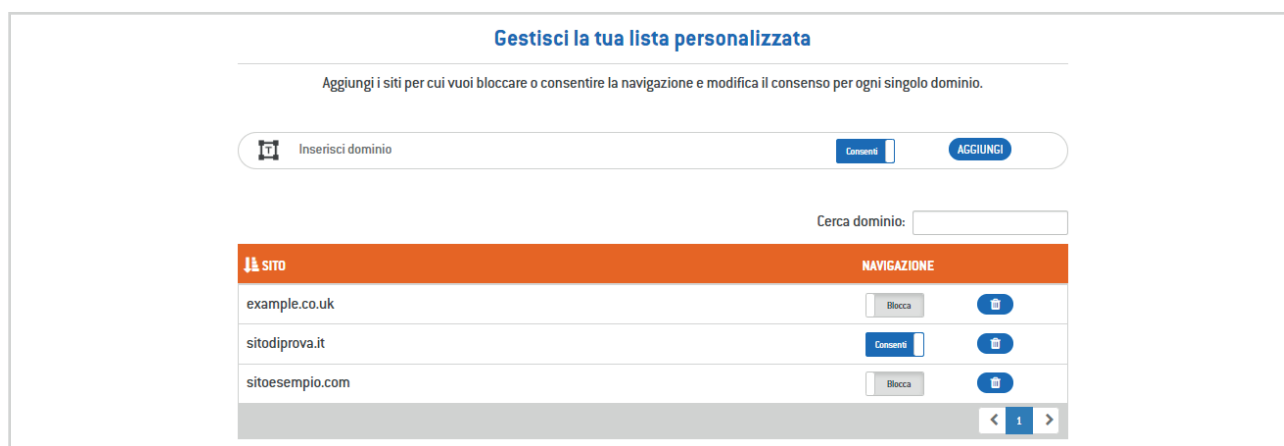 Gestisci la tua lista personalizzata
Aggiungi i siti per cui vuoi bloccare o consentire la navigazione e modifica il consenso per ogni singolo dominio.
T Inserisci dominio Consenti AGGIUNGI
Cerca dominio:
SITO NAVIGAZIONE
example.co.uk Blocca
sitodiprova.it Consenti
sitoesempio.com Blocca
1